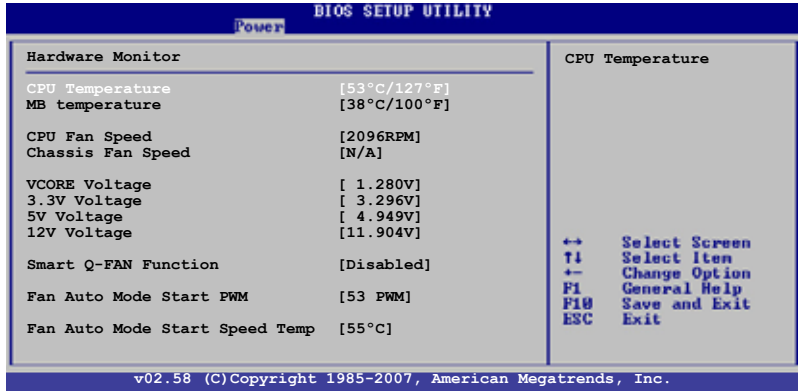 BIOS SETUP UTILITY
Power
Hardware Monitor
CPU Temperature [53°C/127°F]
MB temperature [38°C/100°F]
CPU Fan Speed [2096RPM]
Chassis Fan Speed [N/A]
VCORE Voltage [ 1.280V]
3.3V Voltage [ 3.296V]
5V Voltage [ 4.949V]
12V Voltage [11.904V]
Smart Q-FAN Function [Disabled]
Fan Auto Mode Start PWM [53 PWM]
Fan Auto Mode Start Speed Temp [55°C]
CPU Temperature
↔ Select Screen
↑↓ Select Item
+- Change Option
F1 General Help
F10 Save and Exit
ESC Exit
v02.58 (C)Copyright 1985-2007, American Megatrends, Inc.